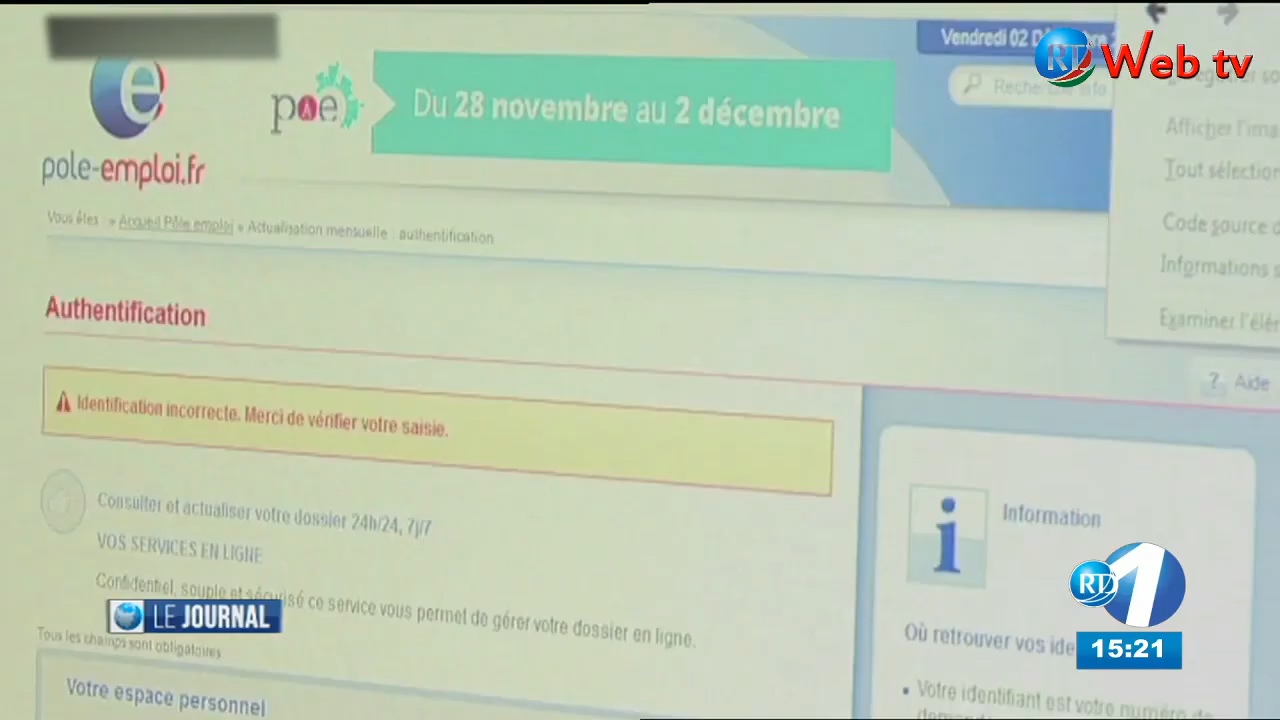 Vendredi 02
RT Web tv
pole-emploi.fr
poe
A
Du 28 novembre au 2 décembre
Afficher l'ima
Tout sélection
Code source d
Informations s
Examiner l'élé
Vous êtes : » Accueil Pôle emploi » Actualisation mensuelle : authentification
Authentification
? Aide
Identification incorrecte. Merci de vérifier votre saisie.
Consulter et actualiser votre dossier 24h/24, 7j/7
VOS SERVICES EN LIGNE
Confidentiel, souple et sécurisé ce service vous permet de gérer votre dossier en ligne.
LE JOURNAL
Tous les champs sont obligatoires
Votre espace personnel
i Information
Où retrouver vos ide
• Votre identifiant est votre numéro de
RTD 1
15:21